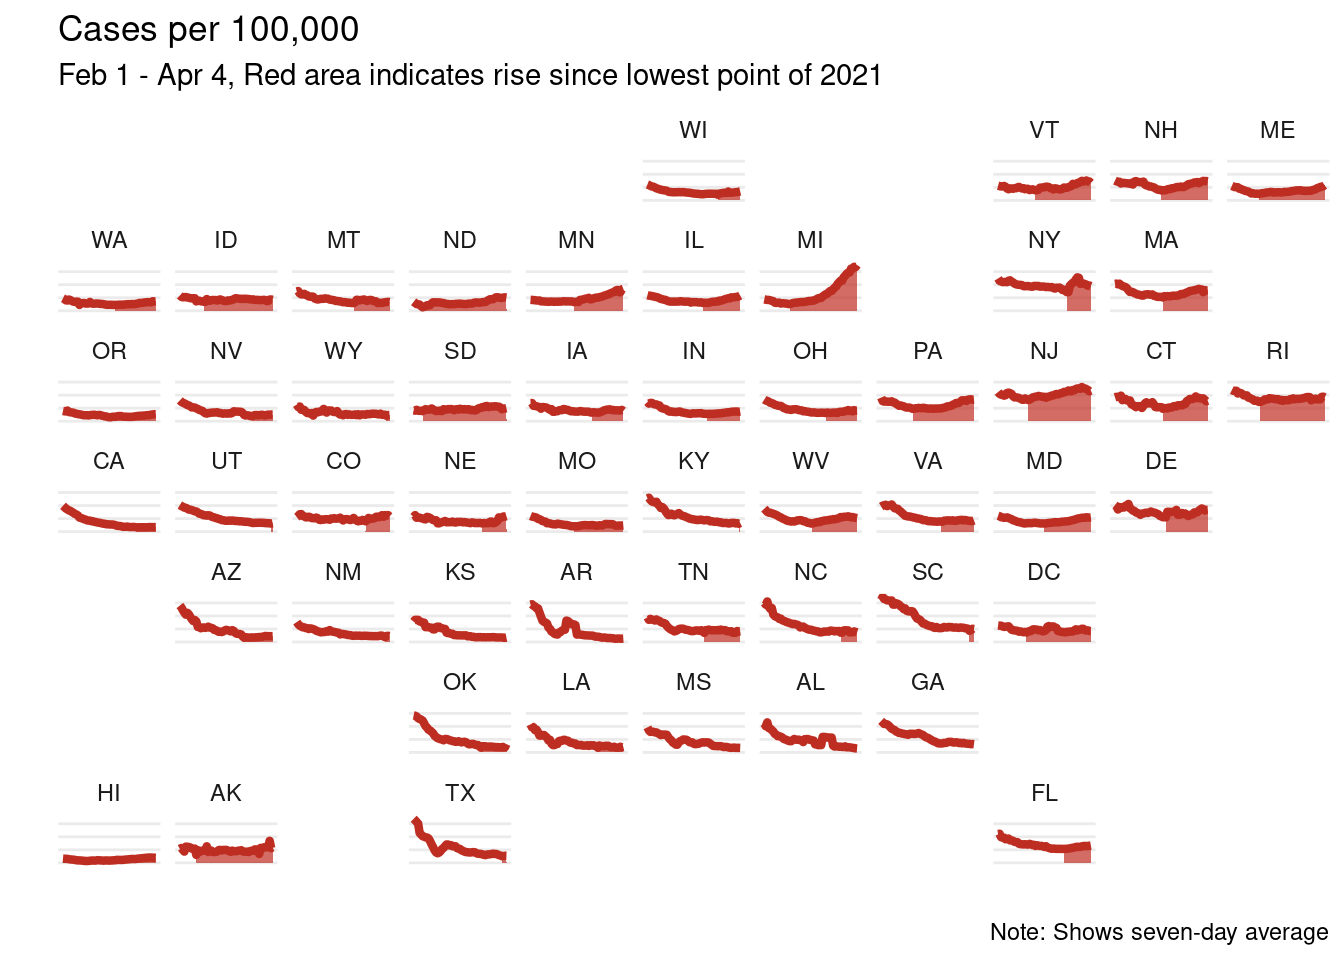 Cases per 100,000
Feb 1 - Apr 4, Red area indicates rise since lowest point of 2021
WI VT NH ME
WA ID MT ND MN IL MI NY MA
OR NV WY SD IA IN OH PA NJ CT RI
CA UT CO NE MO KY WV VA MD DE
AZ NM KS AR TN NC SC DC
OK LA MS AL GA
HI AK TX FL
Note: Shows seven-day average